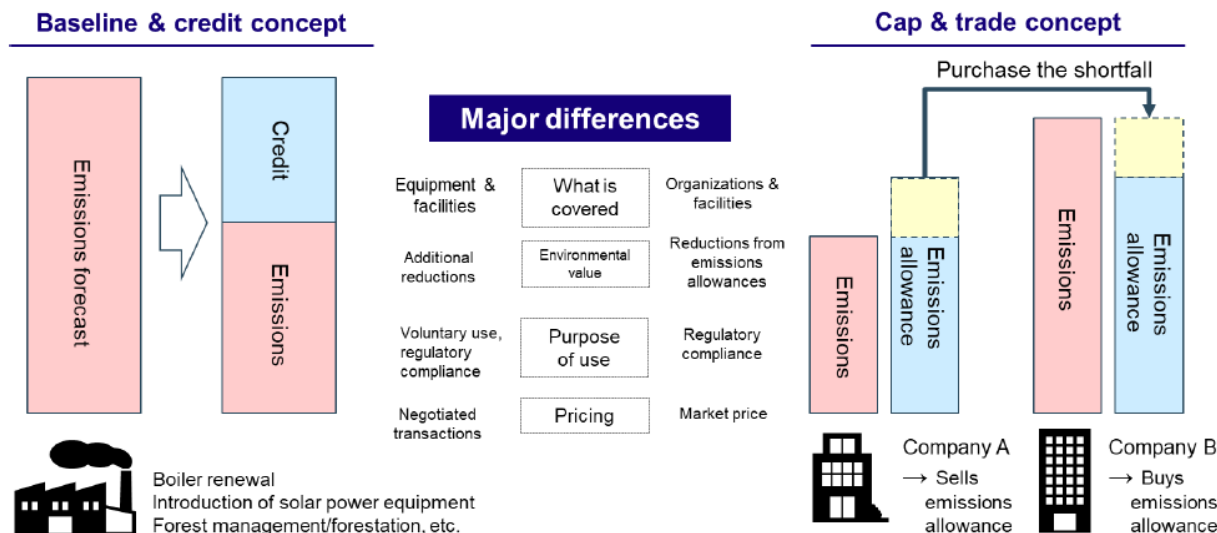 Baseline & credit concept
Emissions forecast
Credit
Emissions
Boiler renewal
Introduction of solar power equipment
Forest management/forestation, etc.
Major differences
Equipment &
facilities
What is
covered
Organizations &
facilities
Additional
reductions
Environmental
value
Reductions from
emissions
allowances
Voluntary use,
regulatory
compliance
Purpose
of use
Regulatory
compliance
Negotiated
transactions
Pricing
Market price
Cap & trade concept
Purchase the shortfall
Emissions
Emissions
allowance
Emissions
Emissions
allowance
Company A
→ Sells
emissions
allowance
Company B
→ Buys
emissions
allowance